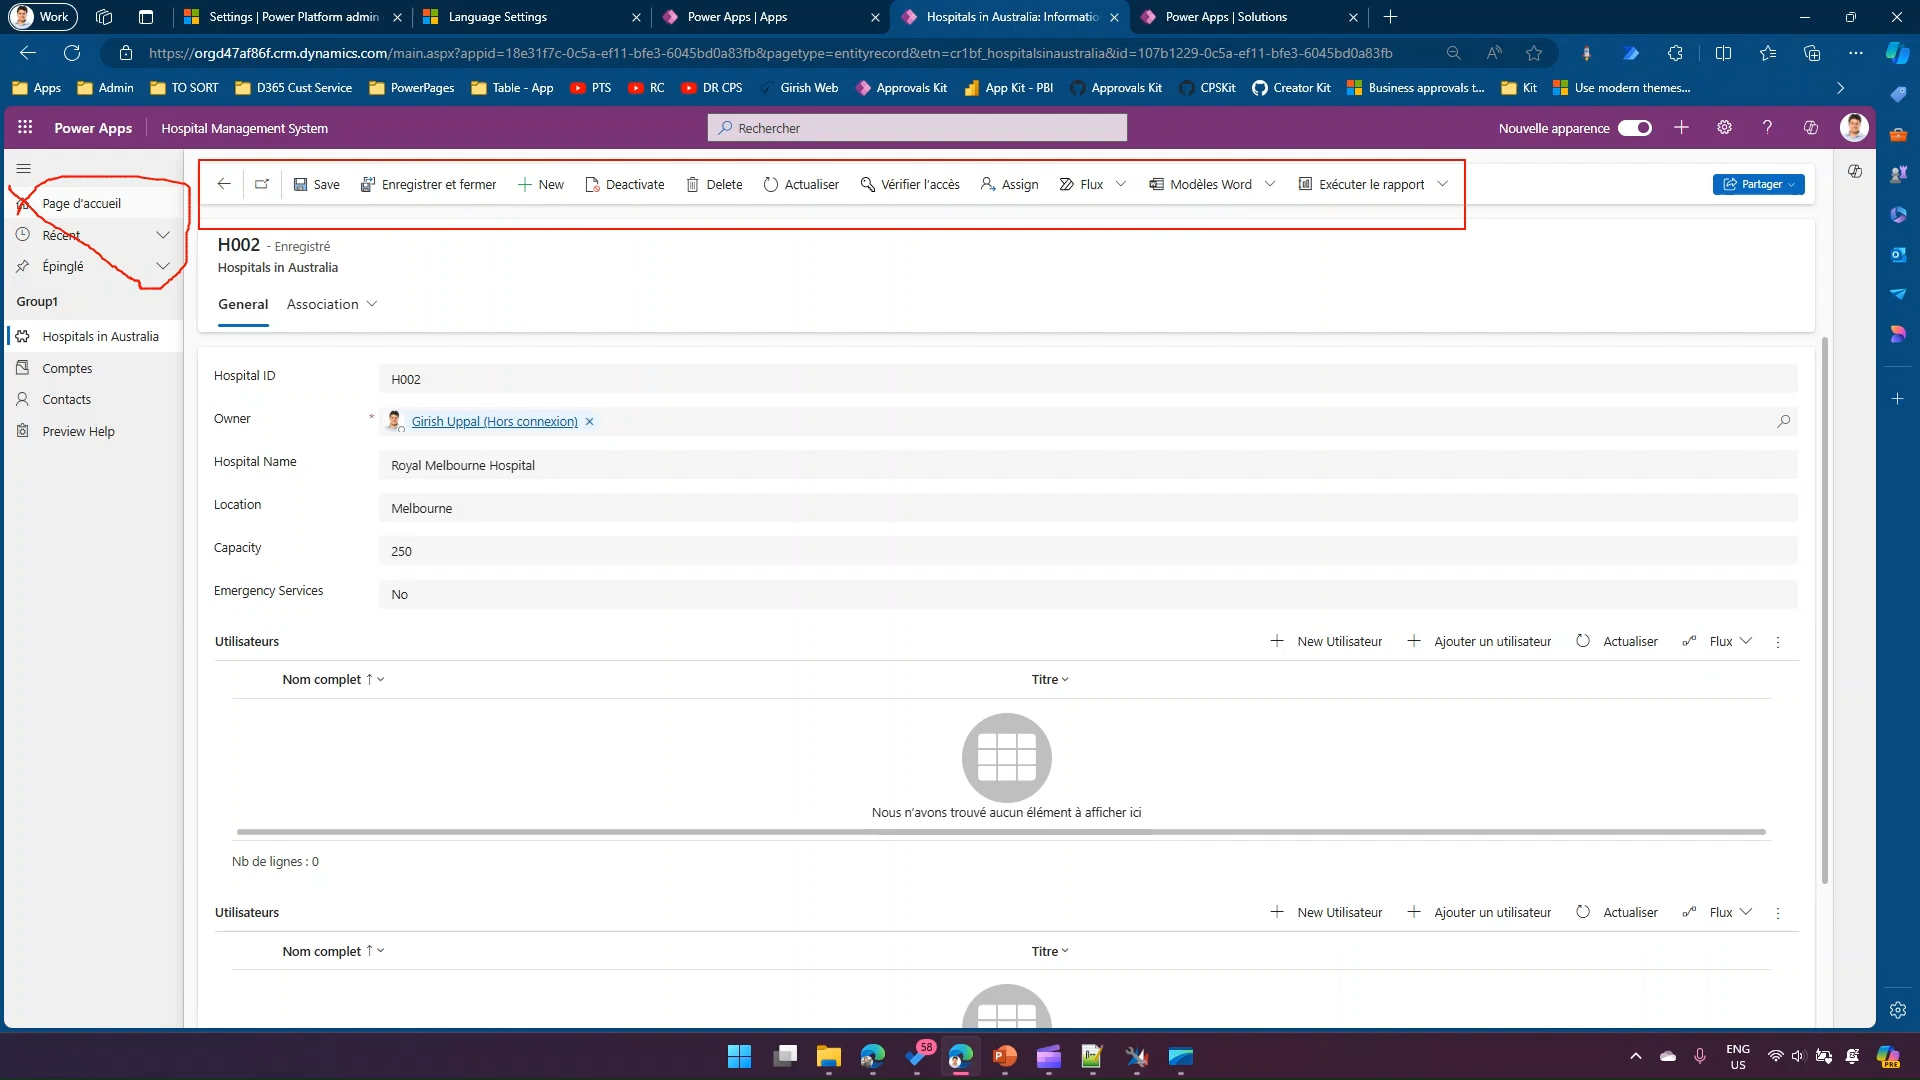 Work
Settings | Power Platform admin
Language Settings
Power Apps | Apps
Hospitals in Australia: Informatio
Power Apps | Solutions
https://orgd47af86f.crm.dynamics.com/main.aspx?appid=18e31f7c-0c5a-ef11-bfe3-6045bd0a83fb&pagetype=entityrecord&etn=cr1bf_hospitalsinaustralia&id=107b1229-0c5a-ef11-bfe3-6045bd0a83fb
Apps Admin TO SORT D365 Cust Service PowerPages Table - App PTS RC DR CPS Girish Web Approvals Kit App Kit - PBI Approvals Kit CPSKit Creator Kit Business approvals t... Kit Use modern themes...
Power Apps Hospital Management System Rechercher Nouvelle apparence
Save Enregistrer et fermer New Deactivate Delete Actualiser Vérifier l'accès Assign Flux Modèles Word Exécuter le rapport Partager
Page d'accueil
Récent
Épinglé
Group1
Hospitals in Australia
Comptes
Contacts
Preview Help
H002 - Enregistré
Hospitals in Australia
General Association
Hospital ID H002
Owner * Girish Uppal (Hors connexion)
Hospital Name Royal Melbourne Hospital
Location Melbourne
Capacity 250
Emergency Services No
Utilisateurs New Utilisateur Ajouter un utilisateur Actualiser Flux
Nom complet Titre
Nous n'avons trouvé aucun élément à afficher ici
Nb de lignes : 0
Utilisateurs New Utilisateur Ajouter un utilisateur Actualiser Flux
Nom complet Titre
58
ENG
US
PRE